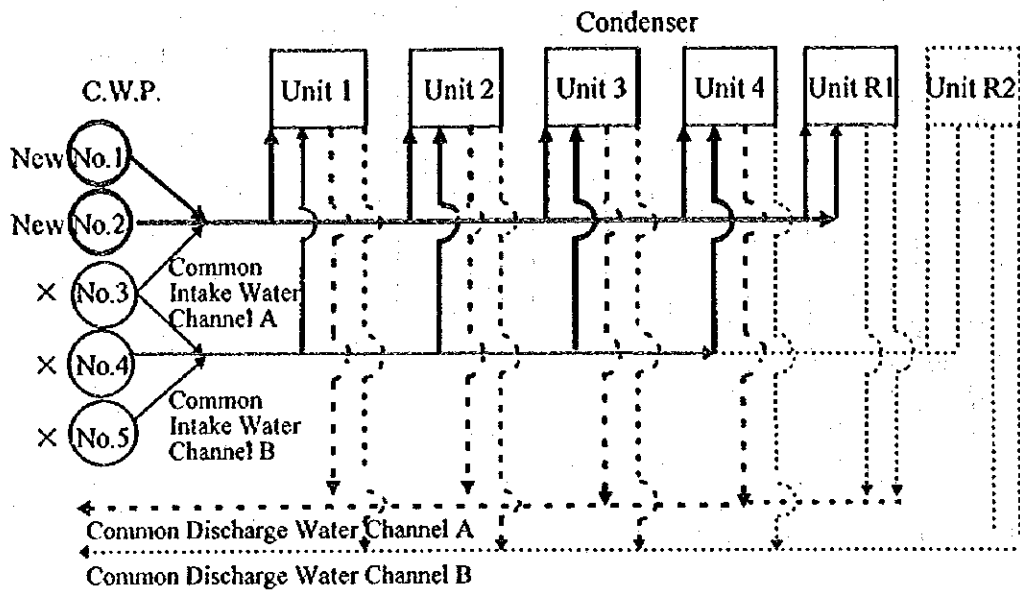 Condenser
C.W.P.
Unit 1
Unit 2
Unit 3
Unit 4
Unit R1
Unit R2
New No.1
New No.2
× No.3
× No.4
× No.5
Common
Intake Water
Channel A
Common
Intake Water
Channel B
Common Discharge Water Channel A
Common Discharge Water Channel B